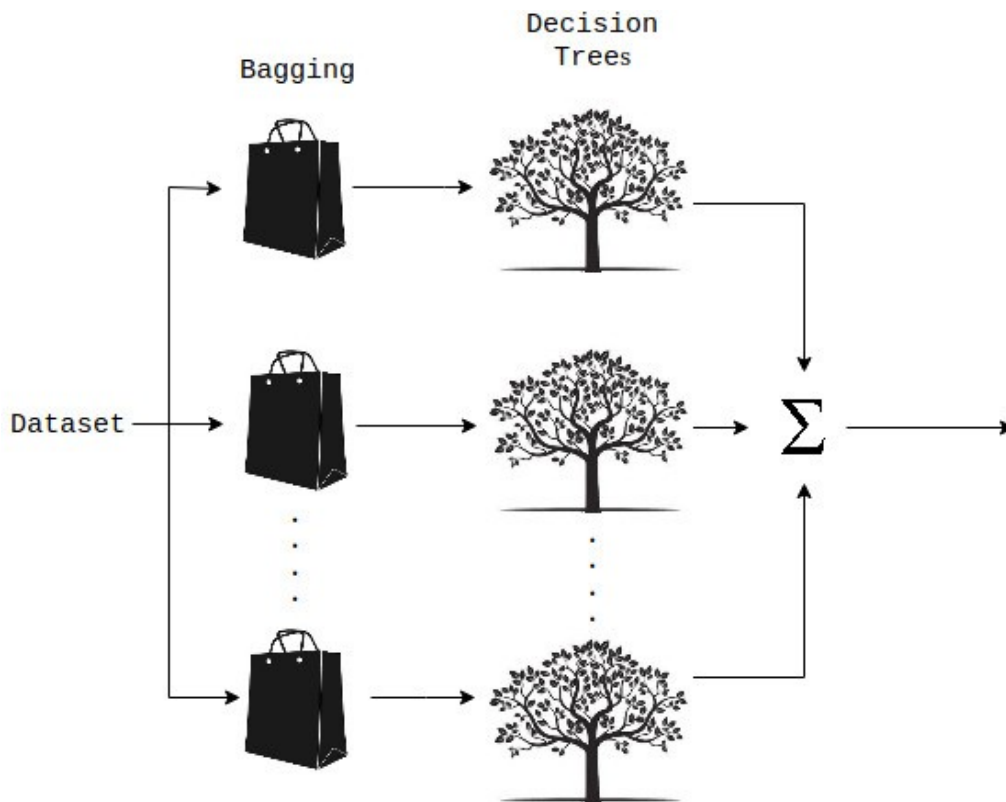 Decision
Trees
Bagging
Dataset
Σ